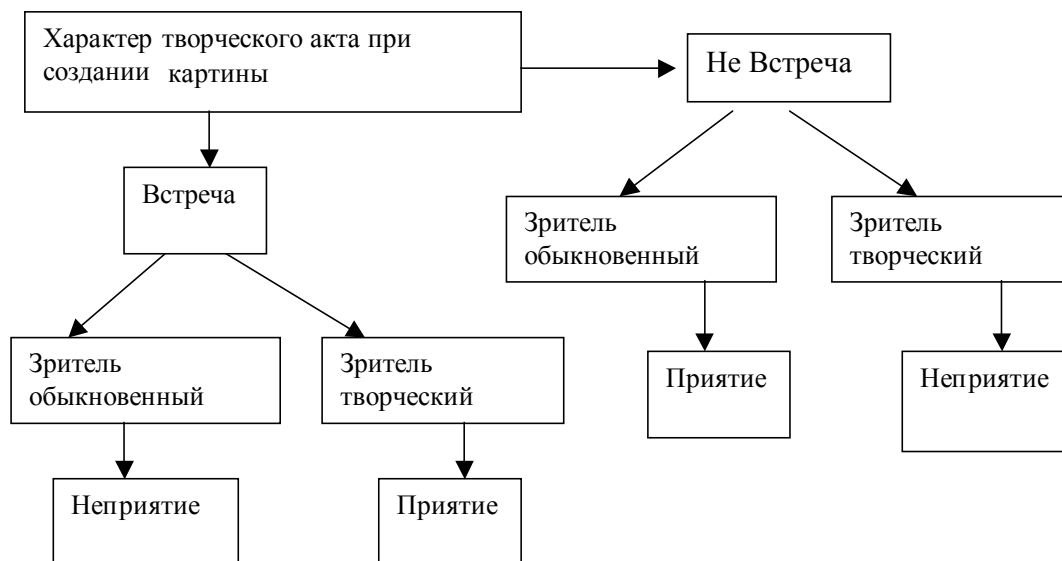 Характер творческого акта при
создании картины
Не Встреча
Встреча
Зритель
обыкновенный
Зритель
творческий
Зритель
обыкновенный
Зритель
творческий
Приятие
Неприятие
Неприятие
Приятие